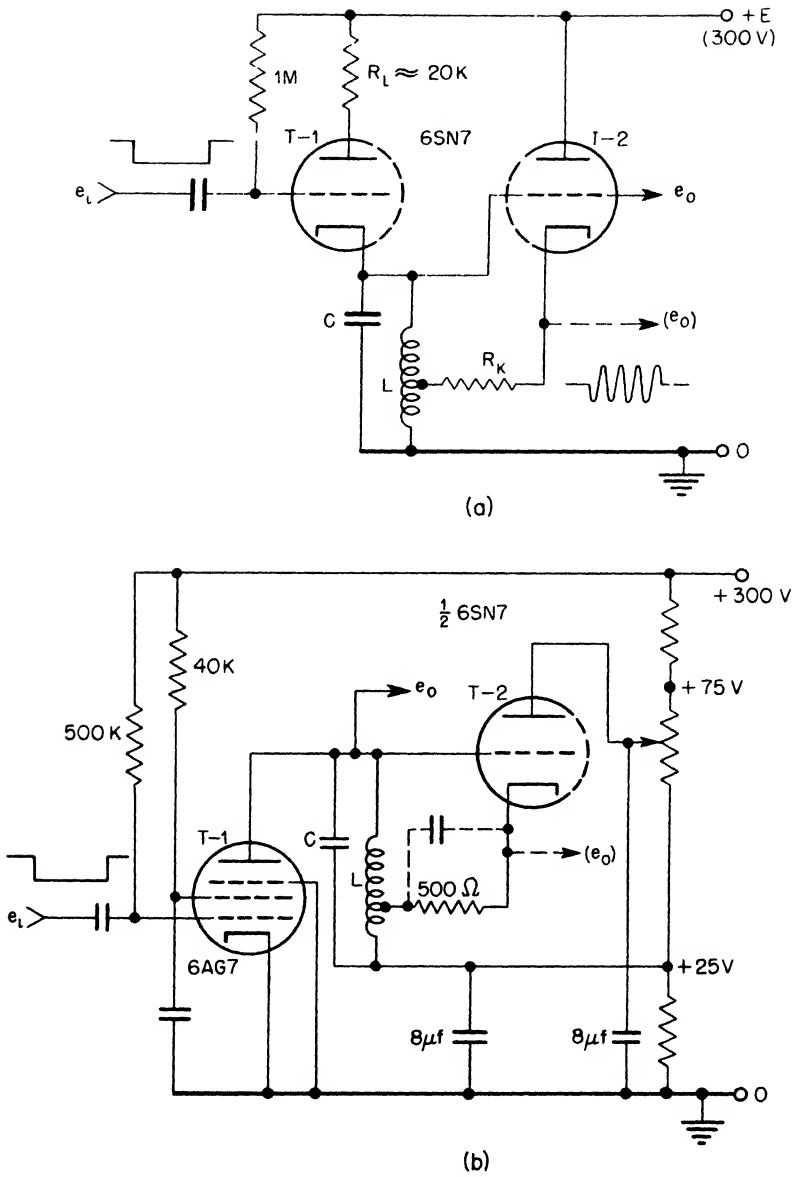 +E
(300 V)
1M
R_L ≈ 20K
T-1
6SN7
T-2
e_i
e_o
C
(e_o)
R_K
L
0
(a)
+300 V
½ 6SN7
40K
e_o
T-2
+75 V
500 K
T-1
C
(e_o)
L
500 Ω
e_i
6AG7
+25V
8µf
8µf
0
(b)